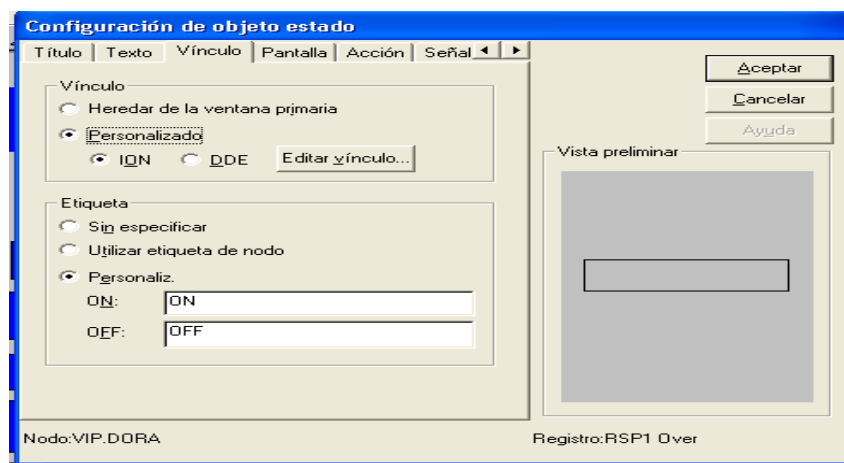 Configuración de objeto estado
Título Texto Vínculo Pantalla Acción Señal
Aceptar
Cancelar
Ayuda
Vínculo
Heredar de la ventana primaria
Personalizado
ION DDE Editar vínculo...
Vista preliminar
Etiqueta
Sin especificar
Utilizar etiqueta de nodo
Personaliz.
ON: ON
OFF: OFF
Nodo:VIP.DORA Registro:RSP1 Over